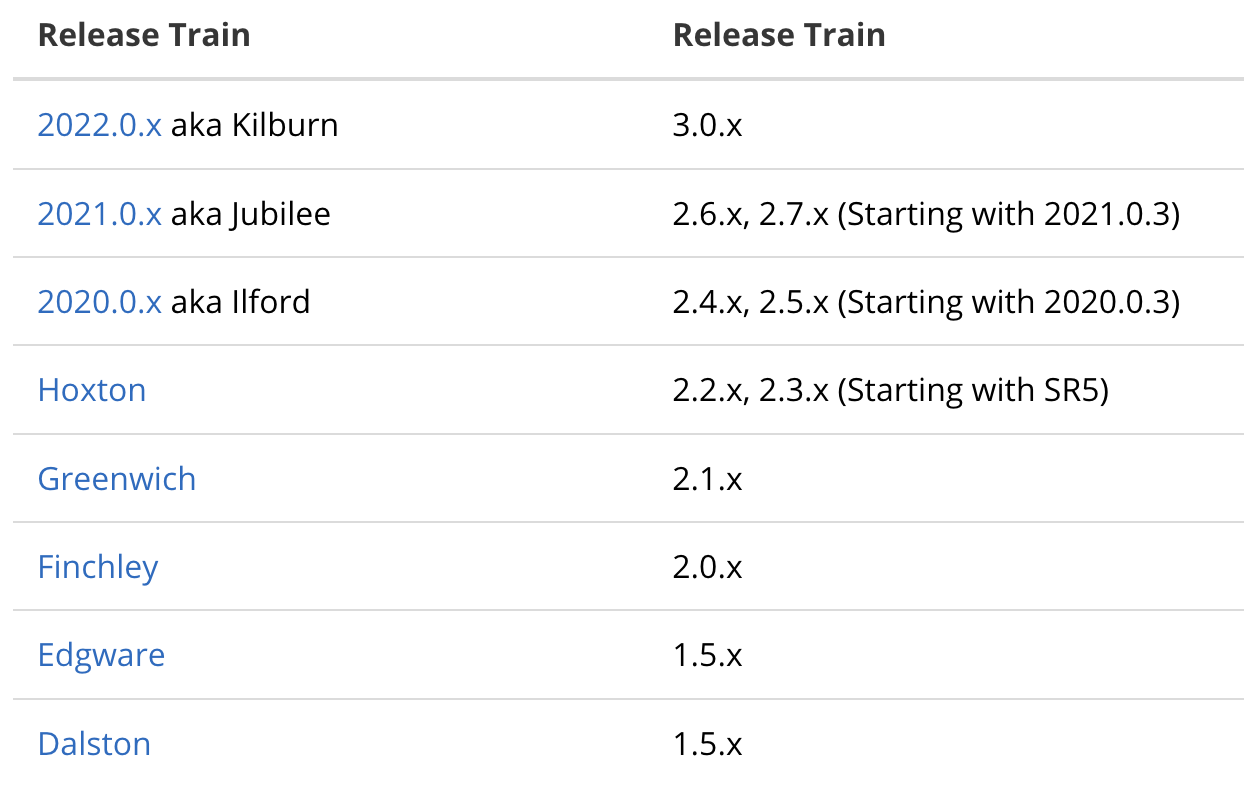 Release Train Release Train
2022.0.x aka Kilburn 3.0.x
2021.0.x aka Jubilee 2.6.x, 2.7.x (Starting with 2021.0.3)
2020.0.x aka Ilford 2.4.x, 2.5.x (Starting with 2020.0.3)
Hoxton 2.2.x, 2.3.x (Starting with SR5)
Greenwich 2.1.x
Finchley 2.0.x
Edgware 1.5.x
Dalston 1.5.x